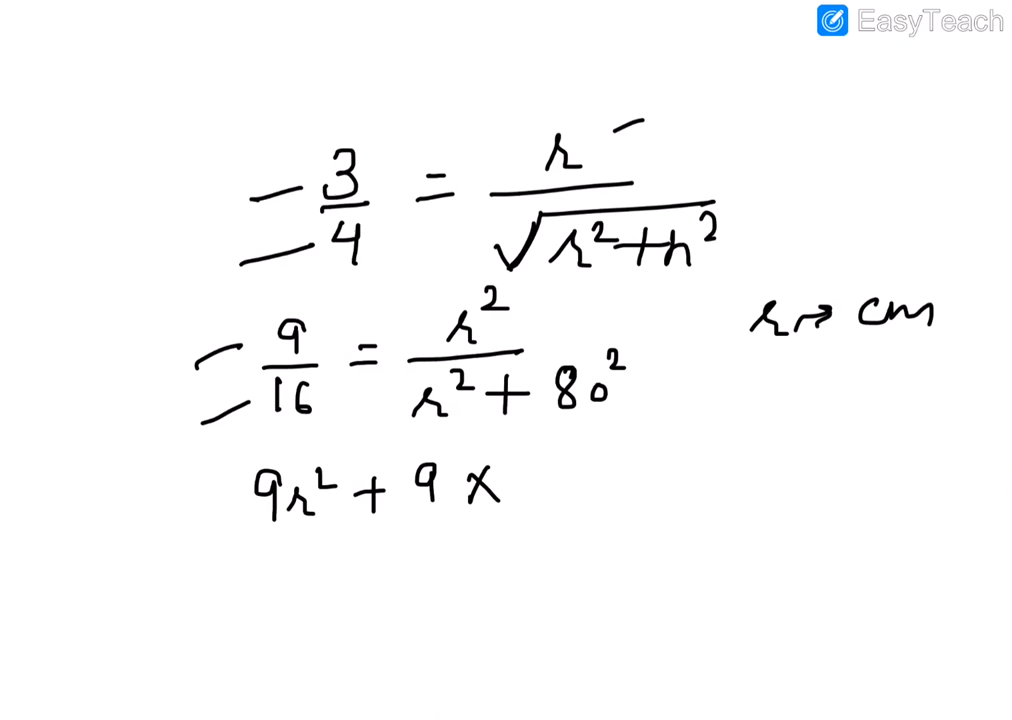 EasyTeach
3/4 = r/√(r²+h²)
9/16 = r²/(r² + 80²)
r → cm
9r² + 9 ×